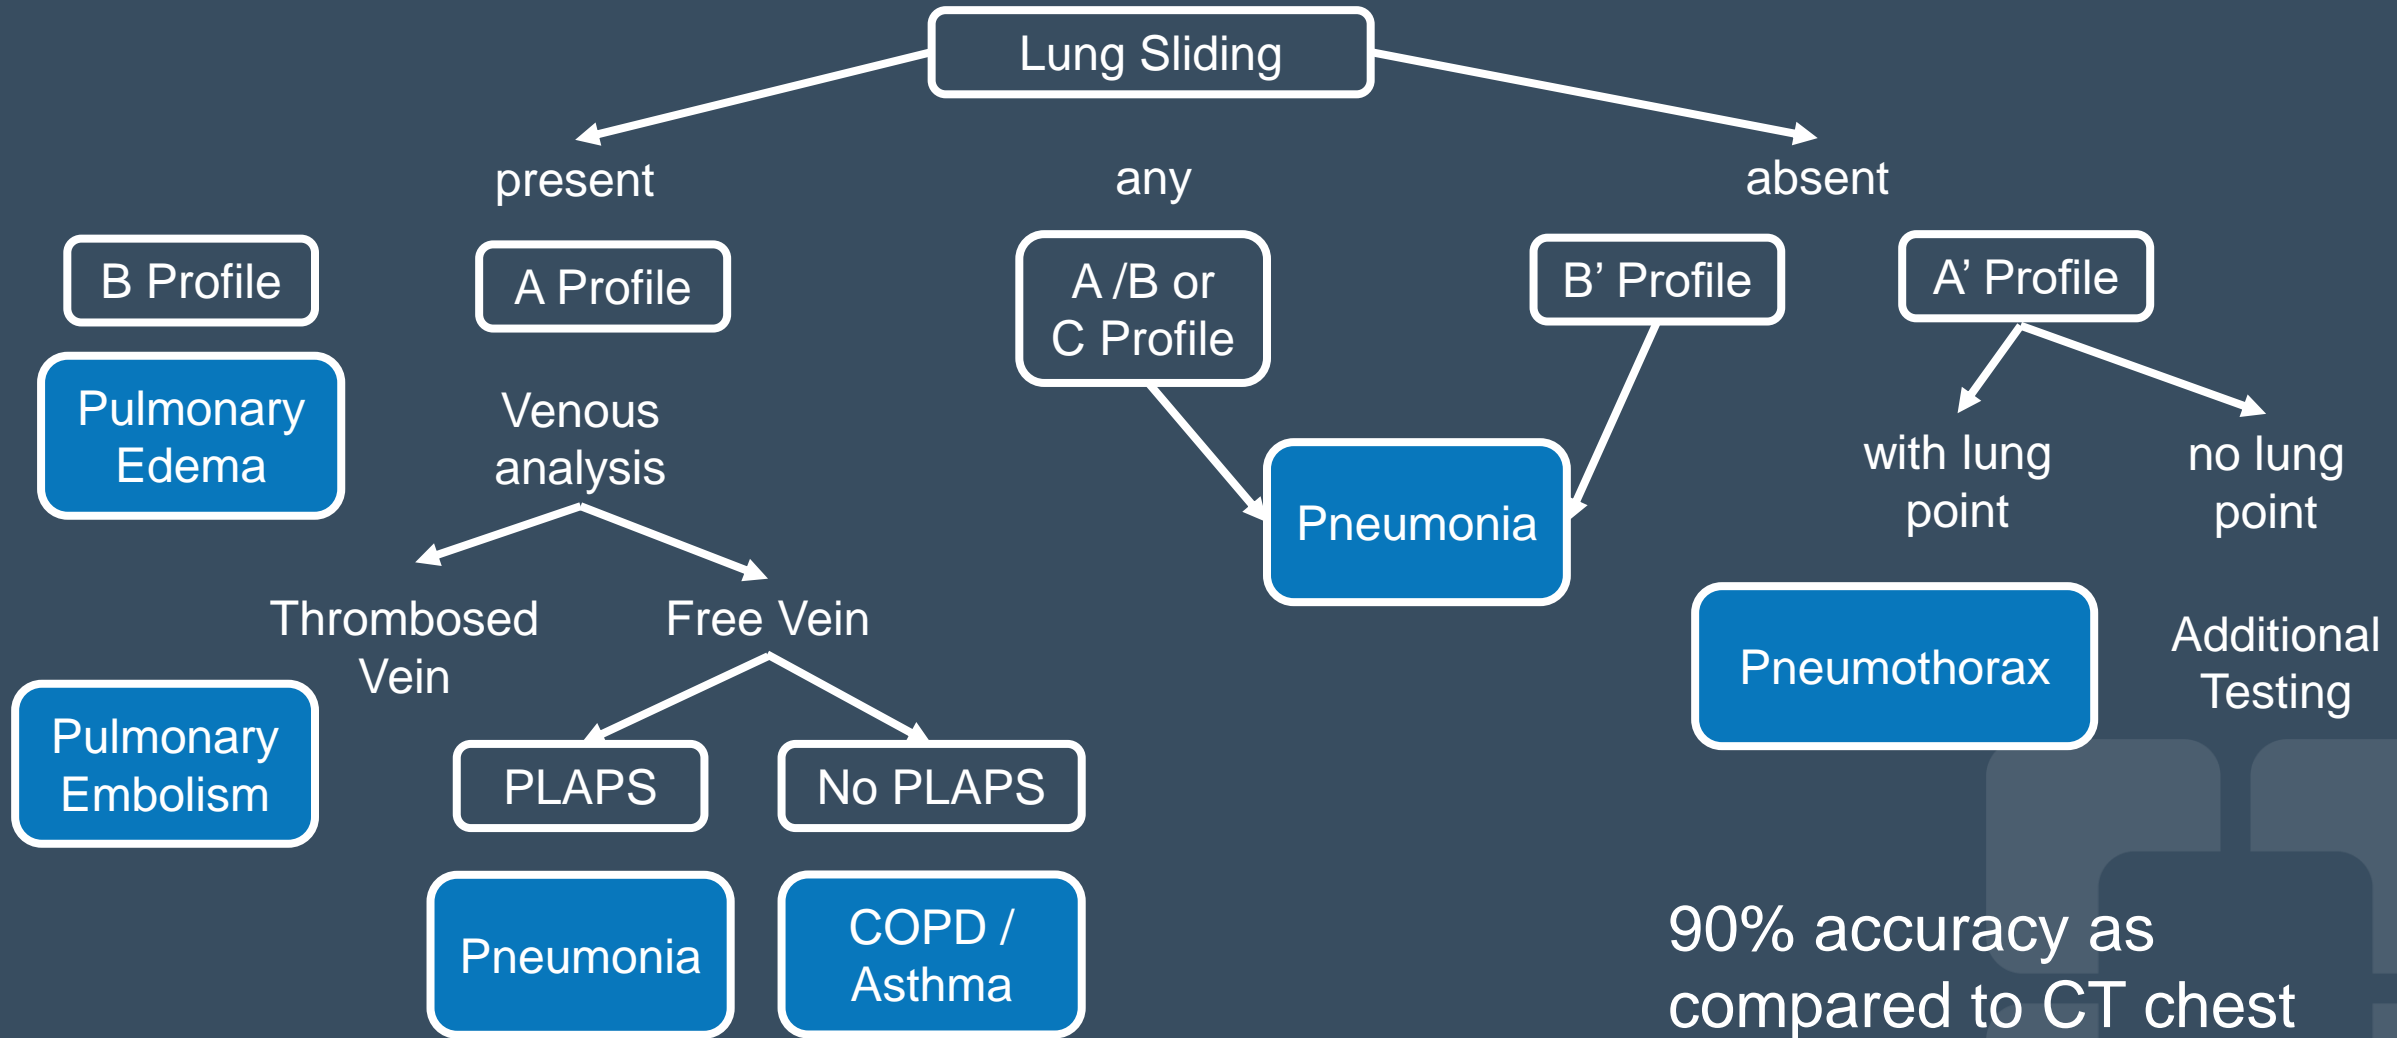 Lung Sliding
present
any
absent
B Profile
A Profile
A /B or
C Profile
B’ Profile
A’ Profile
Pulmonary
Edema
Venous
analysis
Pneumonia
with lung
point
no lung
point
Thrombosed
Vein
Free Vein
Pneumothorax
Additional
Testing
Pulmonary
Embolism
PLAPS
No PLAPS
Pneumonia
COPD /
Asthma
90% accuracy as
compared to CT chest